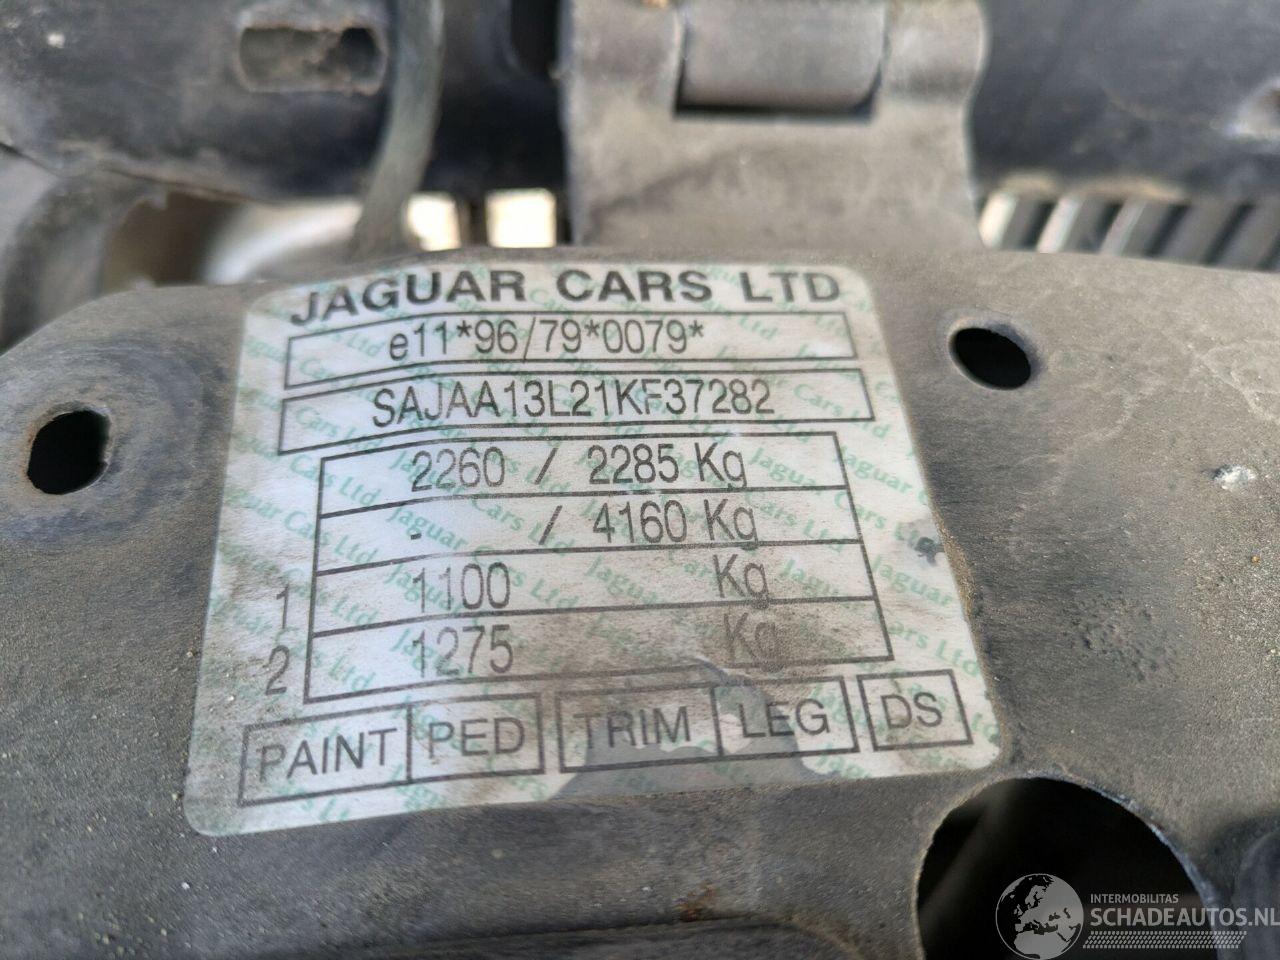 JAGUAR CARS LTD
e11*96/79*0079*
SAJAA13L21KF37282
2260 / 2285 Kg
- / 4160 Kg
1 1100 Kg
2 1275 Kg
PAINT PED TRIM LEG DS
INTERMOBILITAS
SCHADEAUTOS.NL